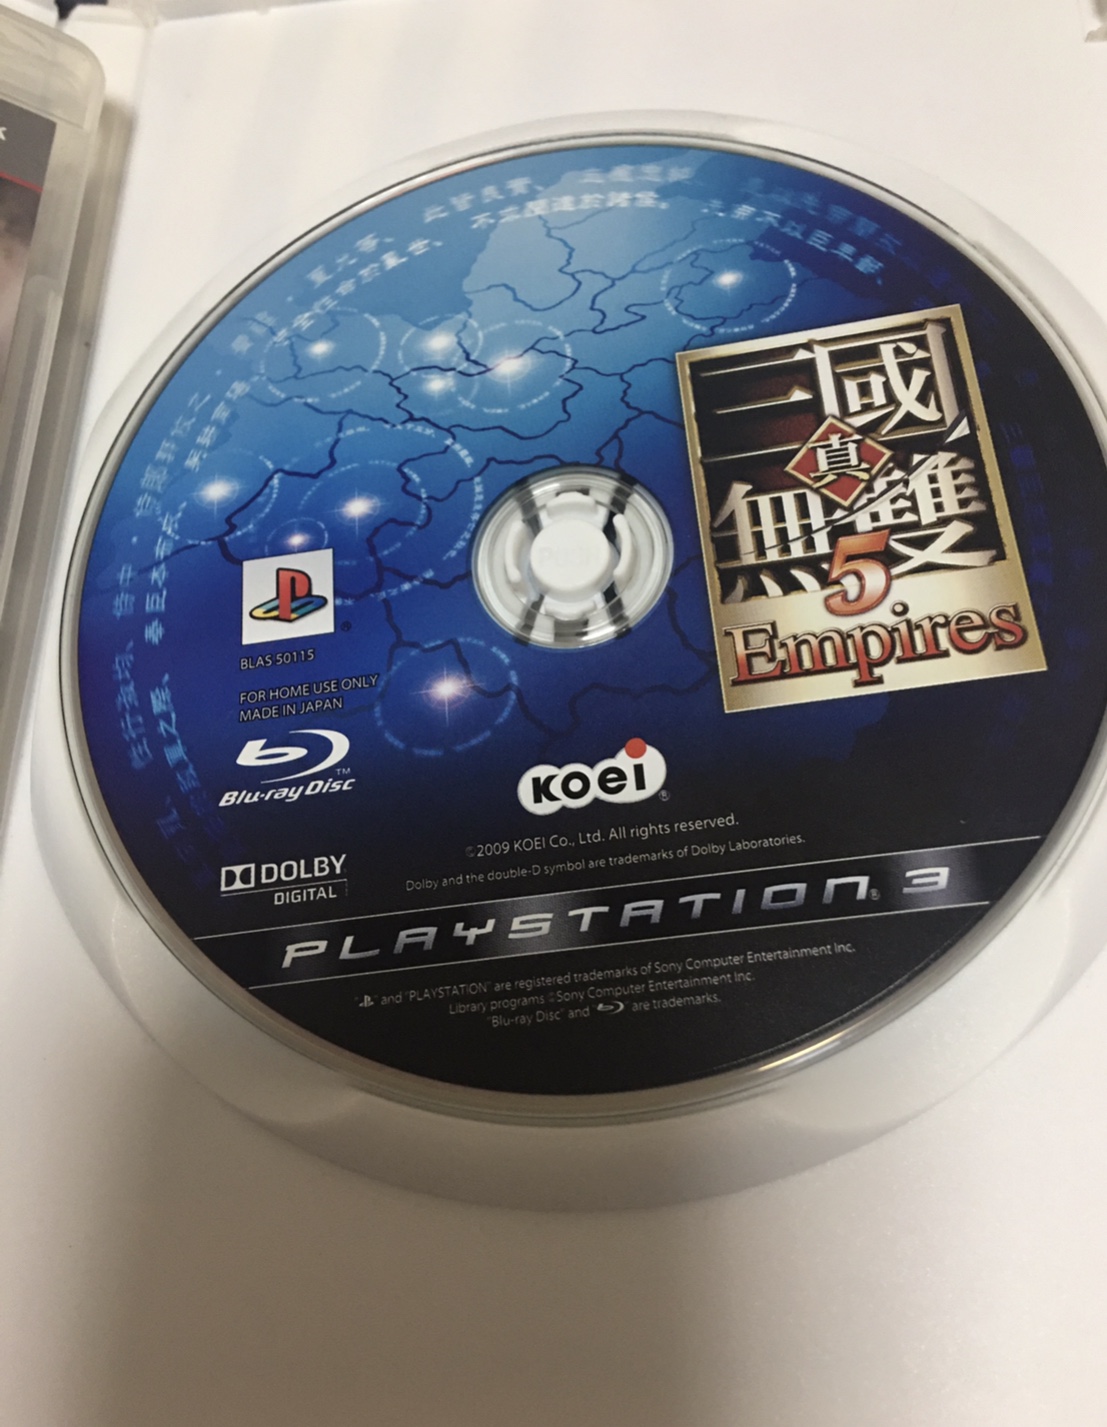 三國
真
無雙
5
Empires
BLAS 50115
FOR HOME USE ONLY
MADE IN JAPAN
Blu-ray Disc™
KOEI®
©2009 KOEI Co., Ltd. All rights reserved.
Dolby and the double-D symbol are trademarks of Dolby Laboratories.
DOLBY
DIGITAL
PLAYSTATION® 3
" " and "PLAYSTATION" are registered trademarks of Sony Computer Entertainment Inc.
Library programs ©Sony Computer Entertainment Inc.
"Blu-ray Disc" and " " are trademarks.